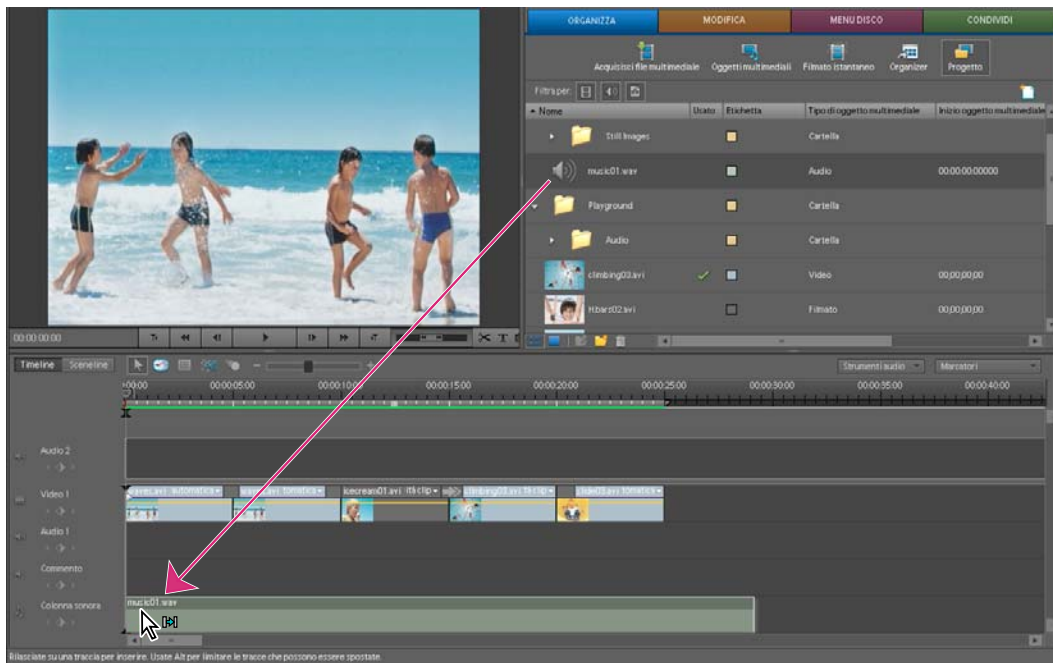 ORGANIZZA MODIFICA MENU DISCO CONDIVIDI
Acquisisci file multimediale Oggetti multimediali Filmato istantaneo Organizer Progetto
Filtra per:
Nome Usato Etichetta Tipo di oggetto multimediale Inizio oggetto multimediale
Still Images Cartella
music01.wav Audio 00:00:00:00000
Playground Cartella
Audio Cartella
climbing03.avi Video 00;00;00;00
Hbars02.avi Filmato 00;00;00;00
00:00:00:00
T
Timeline Sceneline Strumenti audio Marcatori
00:00:05:00 00:00:10:00 00:00:15:00 00:00:20:00 00:00:25:00 00:00:30:00 00:00:35:00 00:00:40:00
Audio 2
Video 1
icecream01.avi
Audio 1
Commento
Colonna sonora
music01.wav
Rilasciate su una traccia per inserire. Usate Alt per limitare le tracce che possono essere spostate.